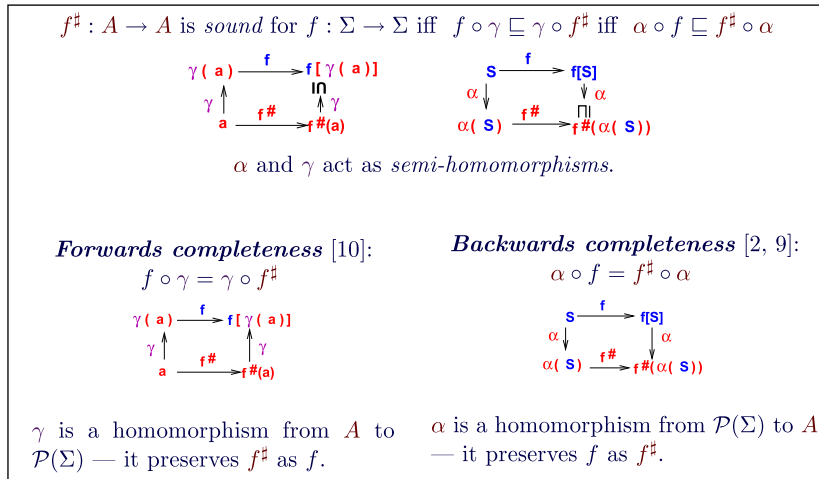 f♯ : A → A is sound for f : Σ → Σ iff f ∘ γ ⊑ γ ∘ f♯ iff α ∘ f ⊑ f♯ ∘ α
γ(a) f f[γ(a)]
γ ⊆ γ
a f# f#(a)
S f f[S]
α α
⊑
α(S) f# f#(α(S))
α and γ act as semi-homomorphisms.
Forwards completeness [10]:
f ∘ γ = γ ∘ f♯
γ(a) f f[γ(a)]
γ γ
a f# f#(a)
γ is a homomorphism from A to
P(Σ) — it preserves f♯ as f.
Backwards completeness [2, 9]:
α ∘ f = f♯ ∘ α
S f f[S]
α α
α(S) f# f#(α(S))
α is a homomorphism from P(Σ) to A
— it preserves f as f♯.